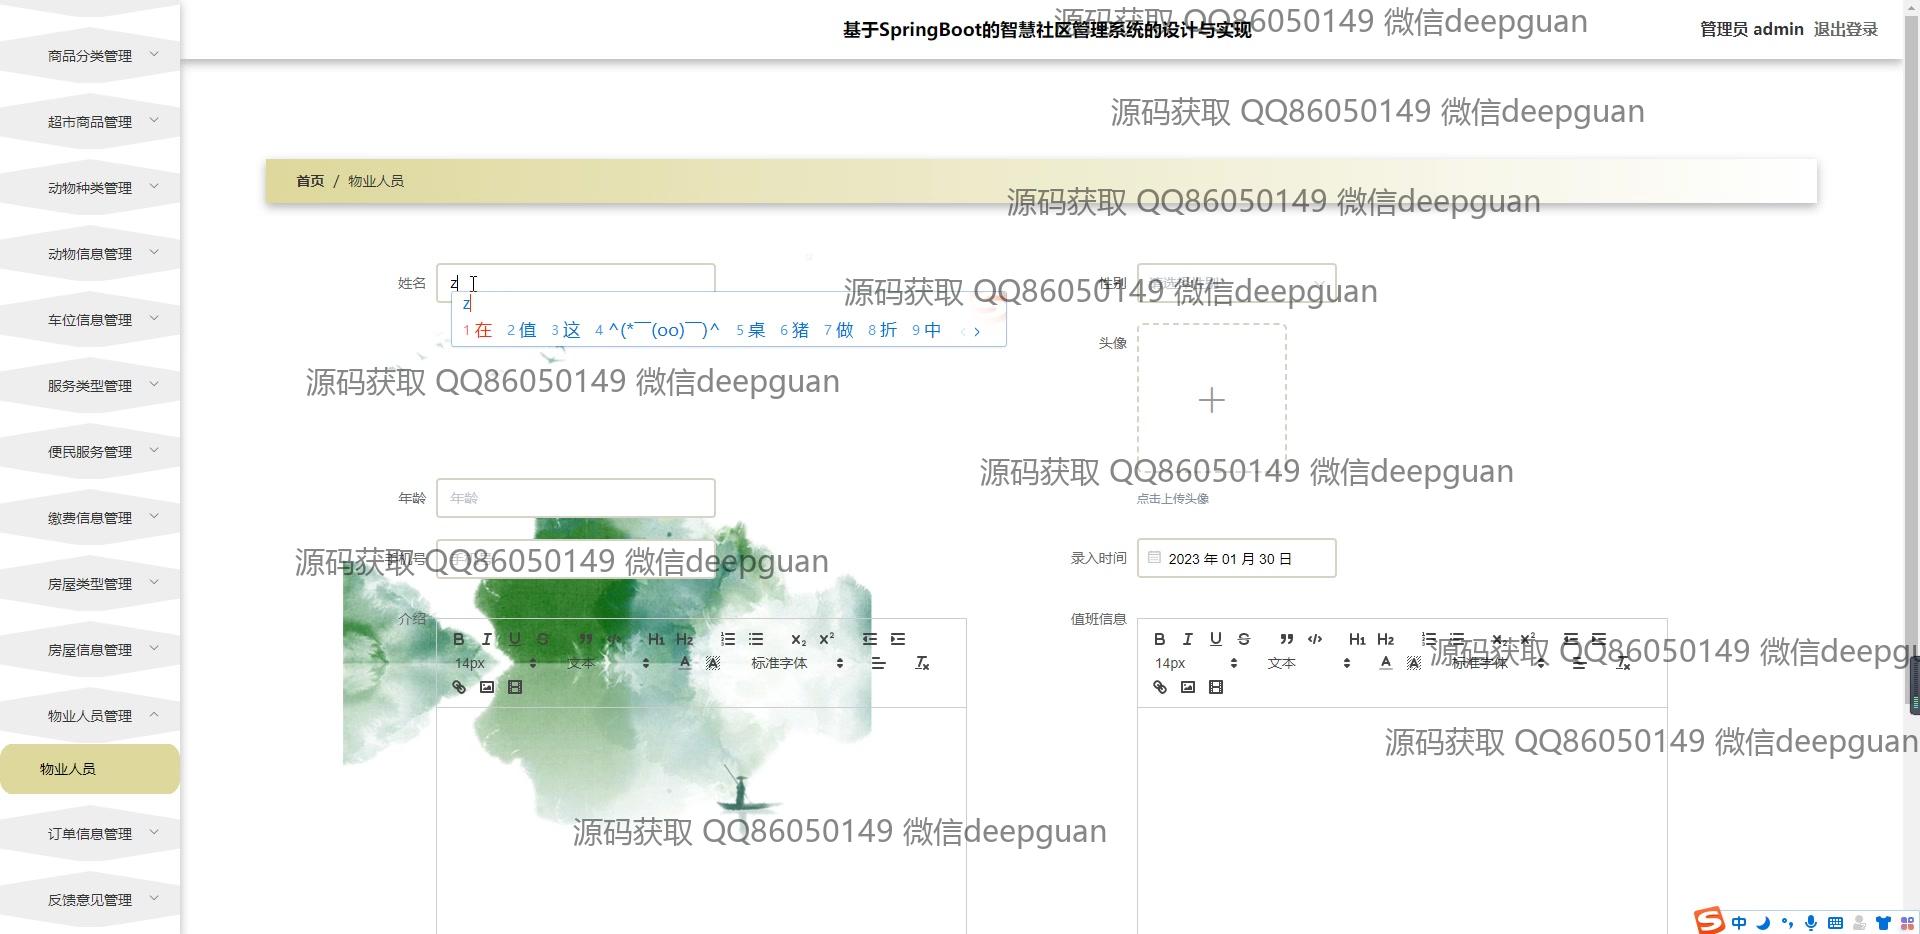 基于SpringBoot的智慧社区管理系统的设计与实现
管理员 admin 退出登录
源码获取 QQ86050149 微信deepguan
商品分类管理
超市商品管理
动物种类管理
动物信息管理
车位信息管理
服务类型管理
便民服务管理
缴费信息管理
房屋类型管理
房屋信息管理
物业人员管理
物业人员
订单信息管理
反馈意见管理
源码获取 QQ86050149 微信deepguan
首页 / 物业人员
源码获取 QQ86050149 微信deepguan
姓名 z
性别 请选择性别
源码获取 QQ86050149 微信deepguan
z
1 在 2 值 3 这 4 ^(*￣(oo)￣)^ 5 桌 6 猪 7 做 8 折 9 中
头像
源码获取 QQ86050149 微信deepguan
源码获取 QQ86050149 微信deepguan
年龄 年龄
点击上传头像
手机号
源码获取 QQ86050149 微信deepguan
录入时间 2023 年 01 月 30 日
介绍
B I U S H1 H2 X2 X2
14px 文本 A A 标准字体
值班信息
B I U S H1 H2 X2 X2
14px 文本 A A 标准字体
源码获取 QQ86050149 微信deepgu
源码获取 QQ86050149 微信deepguan
源码获取 QQ86050149 微信deepguan
中